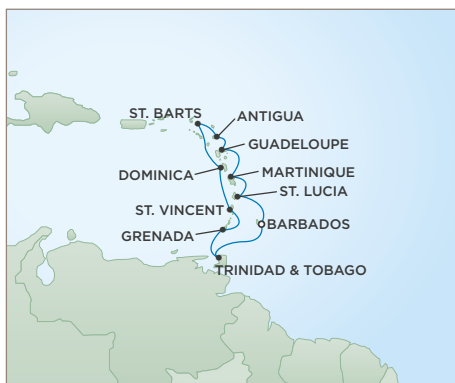 ST. BARTS
ANTIGUA
GUADELOUPE
DOMINICA
MARTINIQUE
ST. LUCIA
ST. VINCENT
BARBADOS
GRENADA
TRINIDAD & TOBAGO